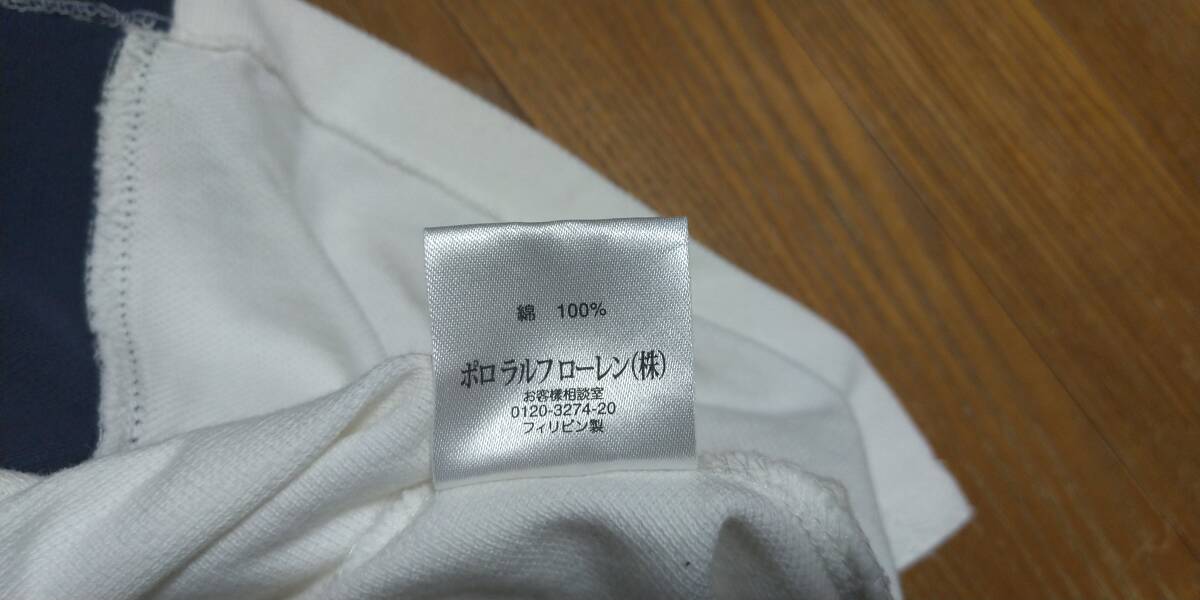 綿 100%
ポロ ラルフ ローレン(株)
お客様相談室
0120-3274-20
フィリピン製